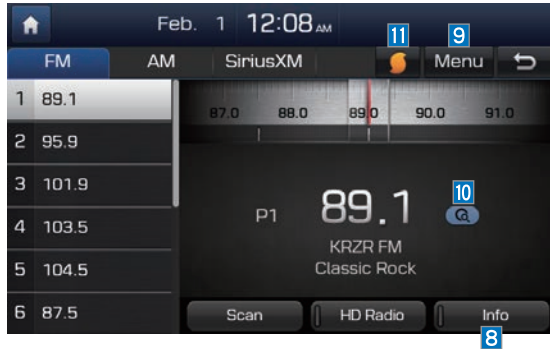 Feb. 1 12:08 AM
11 9
FM AM SiriusXM Menu
1 89.1
2 95.9
3 101.9
4 103.5
5 104.5
6 87.5
87.0 88.0 89.0 90.0 91.0
P1 89.1 10
KRZR FM
Classic Rock
Scan HD Radio Info
8